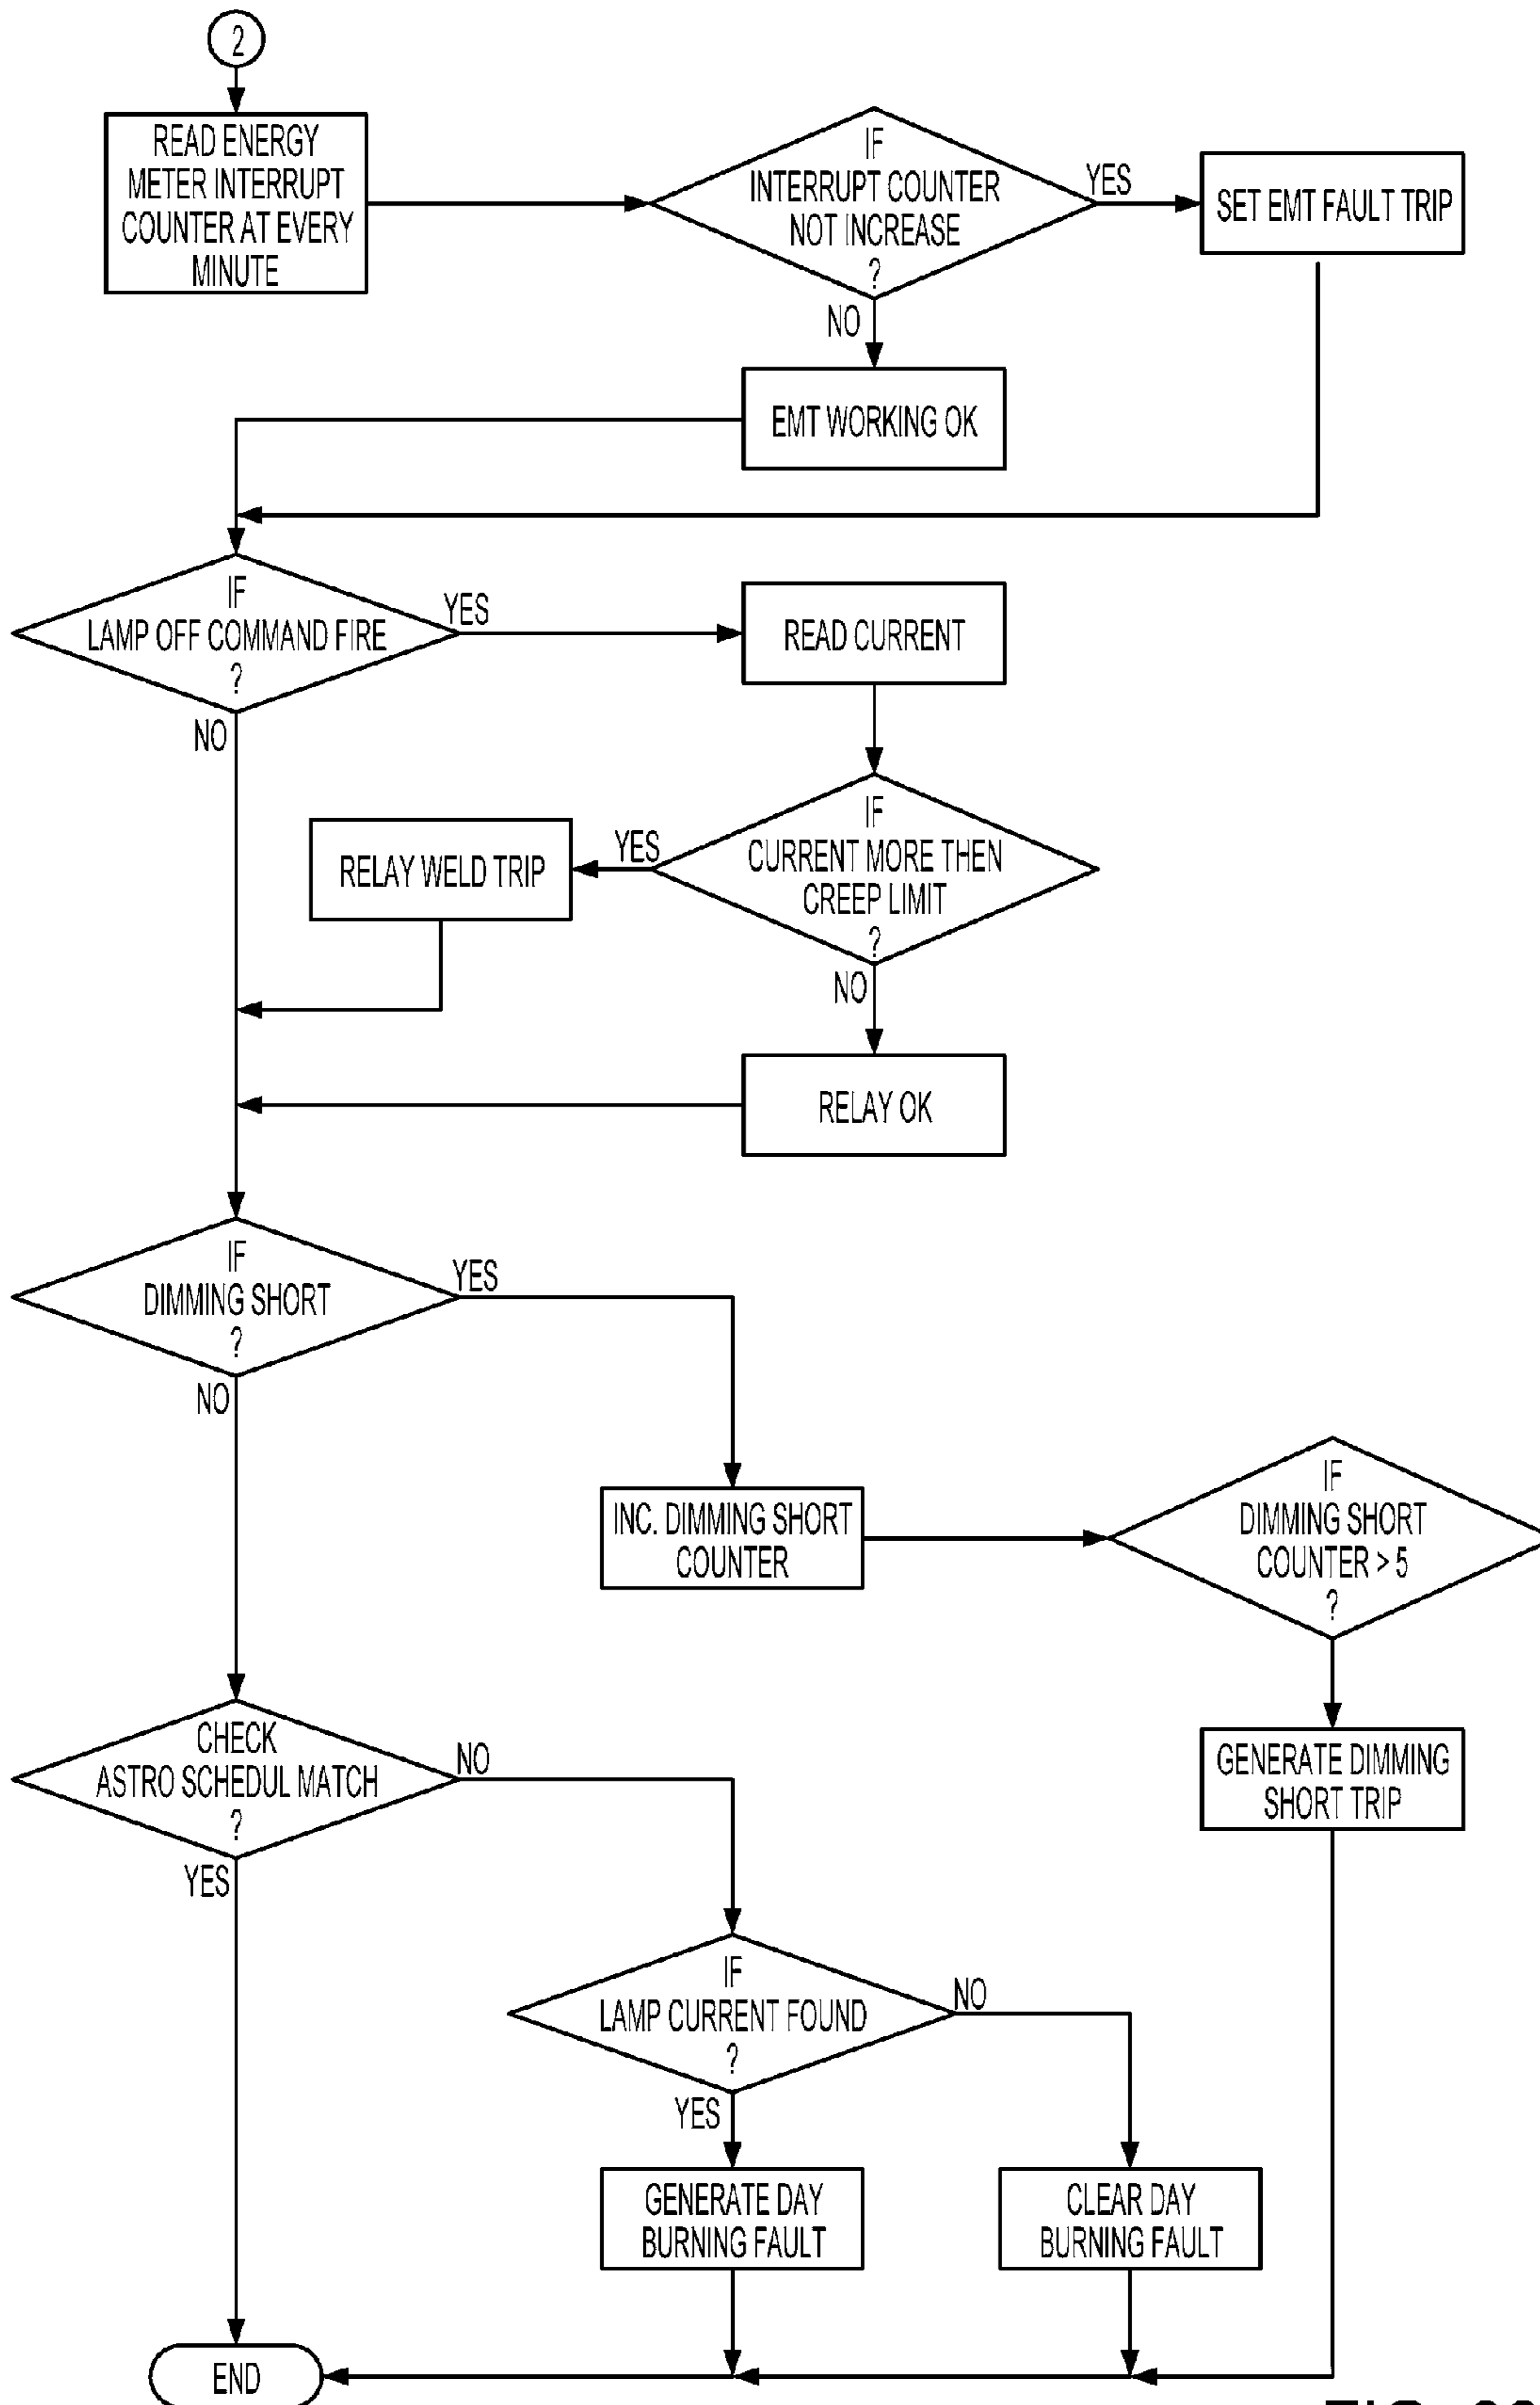 2
READ ENERGY
METER INTERRUPT
COUNTER AT EVERY
MINUTE
IF
INTERRUPT COUNTER
NOT INCREASE
?
YES
SET EMT FAULT TRIP
NO
EMT WORKING OK
IF
LAMP OFF COMMAND FIRE
?
YES
READ CURRENT
NO
IF
CURRENT MORE THEN
CREEP LIMIT
?
YES
RELAY WELD TRIP
NO
RELAY OK
IF
DIMMING SHORT
?
YES
NO
INC. DIMMING SHORT
COUNTER
IF
DIMMING SHORT
COUNTER > 5
?
GENERATE DIMMING
SHORT TRIP
CHECK
ASTRO SCHEDUL MATCH
?
NO
YES
IF
LAMP CURRENT FOUND
?
NO
YES
GENERATE DAY
BURNING FAULT
CLEAR DAY
BURNING FAULT
END